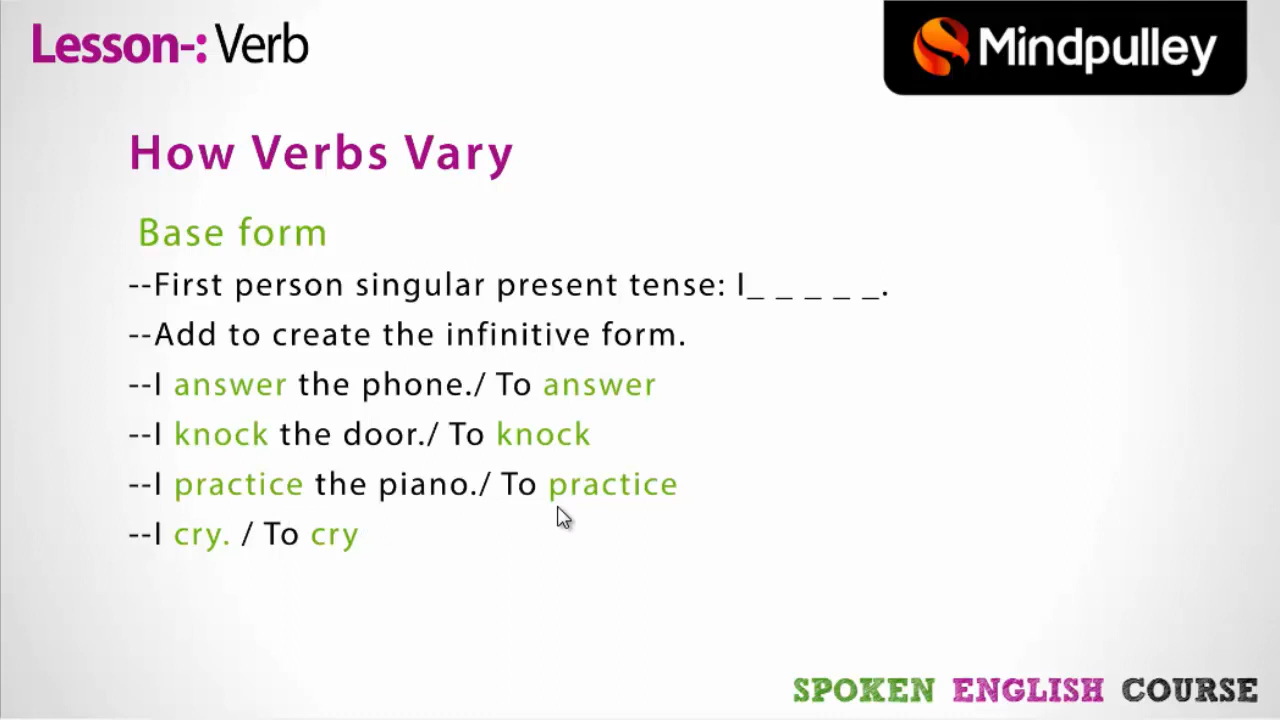 Lesson-: Verb
Mindpulley
How Verbs Vary
Base form
--First person singular present tense: I_ _ _ _ _.
--Add to create the infinitive form.
--I answer the phone./ To answer
--I knock the door./ To knock
--I practice the piano./ To practice
--I cry. / To cry
SPOKEN ENGLISH COURSE